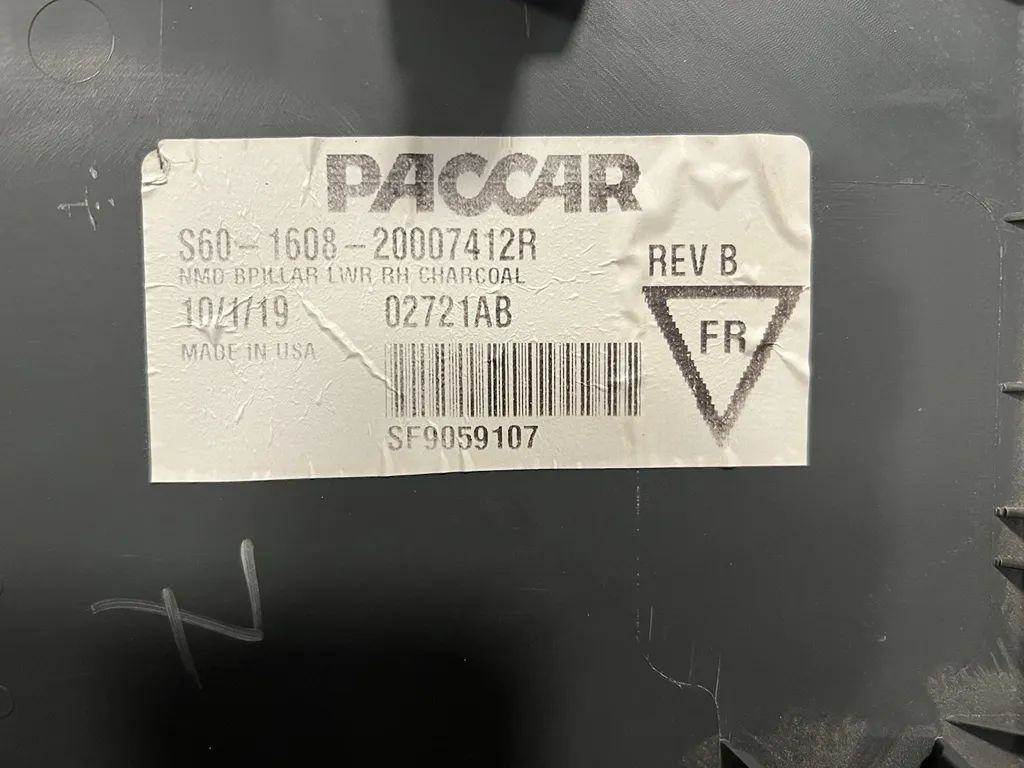 PACCAR
S60-1608-20007412R
NMD BPILLAR LWR RH CHARCOAL
REV B
10/1/19 02721AB
FR
MADE IN USA
SF9059107